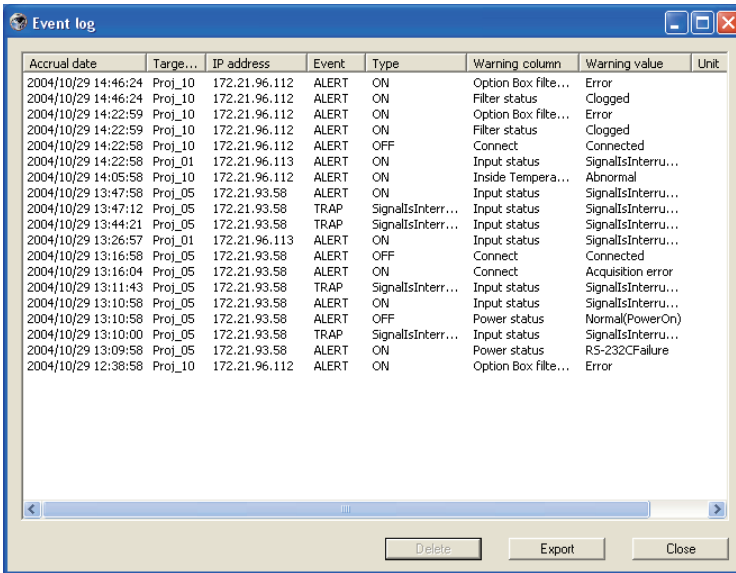 Event log
Accrual date Targe... IP address Event Type Warning column Warning value Unit
2004/10/29 14:46:24 Proj_10 172.21.96.112 ALERT ON Option Box filte... Error
2004/10/29 14:46:24 Proj_10 172.21.96.112 ALERT ON Filter status Clogged
2004/10/29 14:22:59 Proj_10 172.21.96.112 ALERT ON Option Box filte... Error
2004/10/29 14:22:59 Proj_10 172.21.96.112 ALERT ON Filter status Clogged
2004/10/29 14:22:58 Proj_10 172.21.96.112 ALERT OFF Connect Connected
2004/10/29 14:22:58 Proj_01 172.21.96.113 ALERT ON Input status SignalIsInterru...
2004/10/29 14:05:58 Proj_10 172.21.96.112 ALERT ON Inside Tempera... Abnormal
2004/10/29 13:47:58 Proj_05 172.21.93.58 ALERT ON Input status SignalIsInterru...
2004/10/29 13:47:12 Proj_05 172.21.93.58 TRAP SignalIsInterr... Input status SignalIsInterru...
2004/10/29 13:44:21 Proj_05 172.21.93.58 TRAP SignalIsInterr... Input status SignalIsInterru...
2004/10/29 13:26:57 Proj_01 172.21.96.113 ALERT ON Input status SignalIsInterru...
2004/10/29 13:16:58 Proj_05 172.21.93.58 ALERT OFF Connect Connected
2004/10/29 13:16:04 Proj_05 172.21.93.58 ALERT ON Connect Acquisition error
2004/10/29 13:11:43 Proj_05 172.21.93.58 TRAP SignalIsInterr... Input status SignalIsInterru...
2004/10/29 13:10:58 Proj_05 172.21.93.58 ALERT ON Input status SignalIsInterru...
2004/10/29 13:10:58 Proj_05 172.21.93.58 ALERT OFF Power status Normal(PowerOn)
2004/10/29 13:10:00 Proj_05 172.21.93.58 TRAP SignalIsInterr... Input status SignalIsInterru...
2004/10/29 13:09:58 Proj_05 172.21.93.58 ALERT ON Power status RS-232CFailure
2004/10/29 12:38:58 Proj_10 172.21.96.112 ALERT ON Option Box filte... Error
Delete Export Close